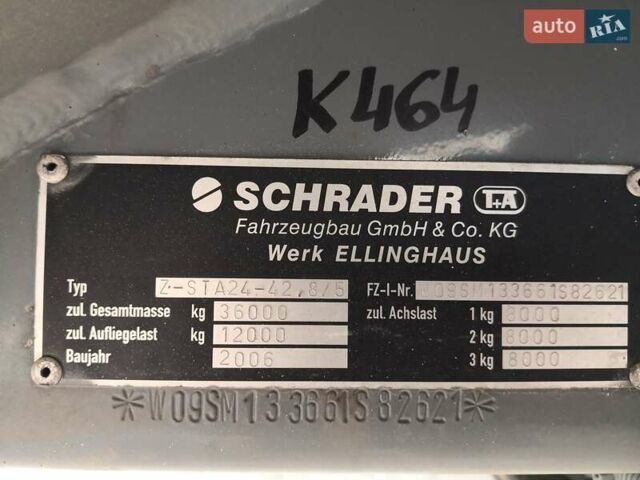 auto RIA.com
K464
SCHRADER T+A
Fahrzeugbau GmbH & Co. KG
Werk ELLINGHAUS
Typ Z-STA24-42,8/5 FZ-I-Nr. W09SM133661S82621
zul. Gesamtmasse kg 36000 zul. Achslast 1 kg 8000
zul. Aufliegelast kg 12000 2 kg 8000
Baujahr 2006 3 kg 8000
*W09SM133661S82621*